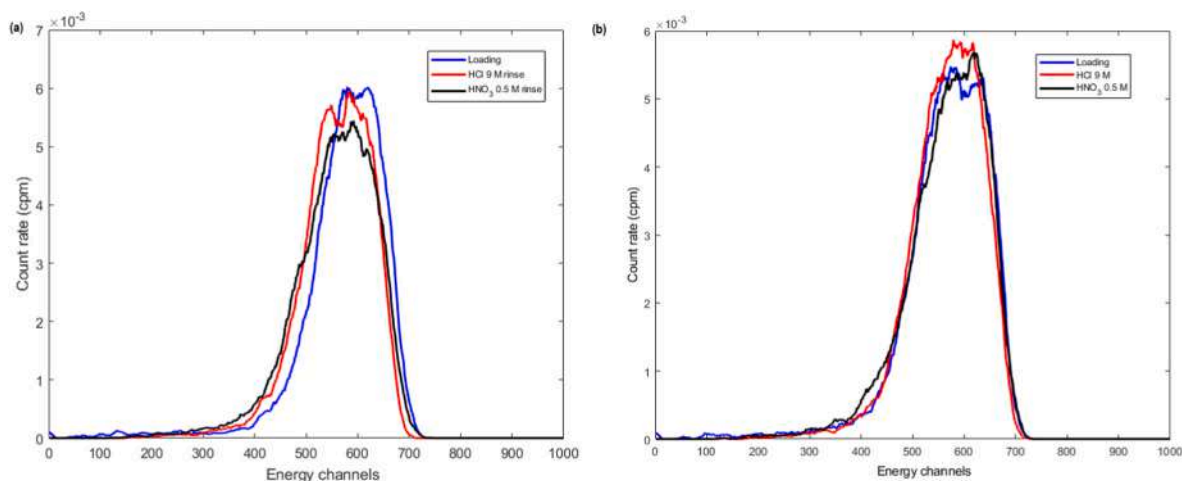 (a)
×10⁻³
7
6
5
4
3
2
1
0
Count rate (cpm)
0 100 200 300 400 500 600 700 800 900 1000
Energy channels
Loading
HCl 9 M rinse
HNO₃ 0.5 M rinse
(b)
×10⁻³
6
5
4
3
2
1
0
Count rate (cpm)
0 100 200 300 400 500 600 700 800 900 1000
Energy channels
Loading
HCl 9 M
HNO₃ 0.5 M